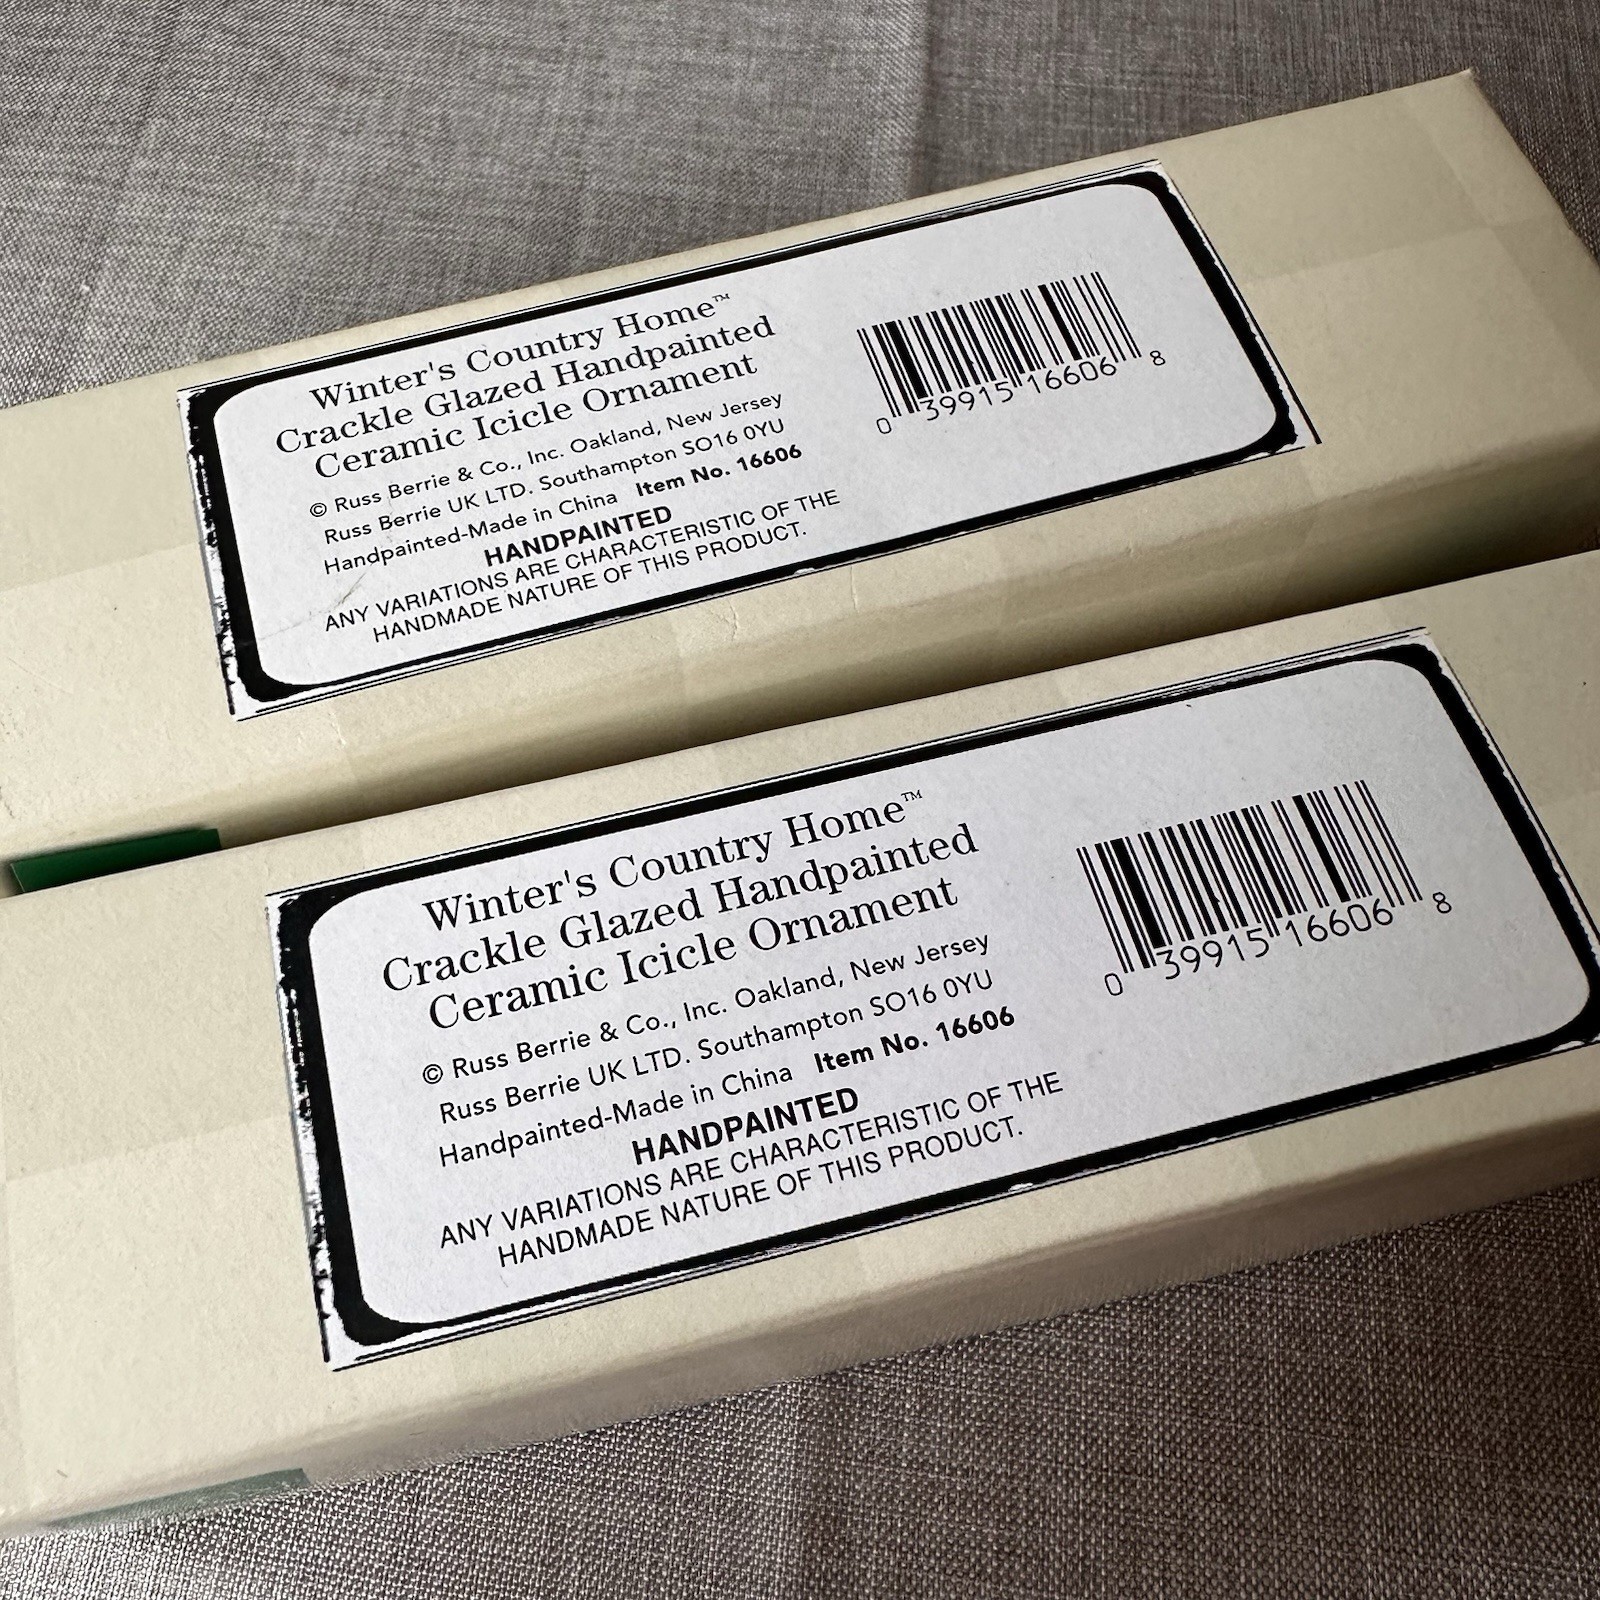 Winter's Country Home™
Crackle Glazed Handpainted
Ceramic Icicle Ornament
© Russ Berrie & Co., Inc. Oakland, New Jersey
Russ Berrie UK LTD. Southampton SO16 0YU
Handpainted-Made in China Item No. 16606
HANDPAINTED
ANY VARIATIONS ARE CHARACTERISTIC OF THE
HANDMADE NATURE OF THIS PRODUCT.
0 39915 16606 8
Winter's Country Home™
Crackle Glazed Handpainted
Ceramic Icicle Ornament
© Russ Berrie & Co., Inc. Oakland, New Jersey
Russ Berrie UK LTD. Southampton SO16 0YU
Handpainted-Made in China Item No. 16606
HANDPAINTED
ANY VARIATIONS ARE CHARACTERISTIC OF THE
HANDMADE NATURE OF THIS PRODUCT.
0 39915 16606 8